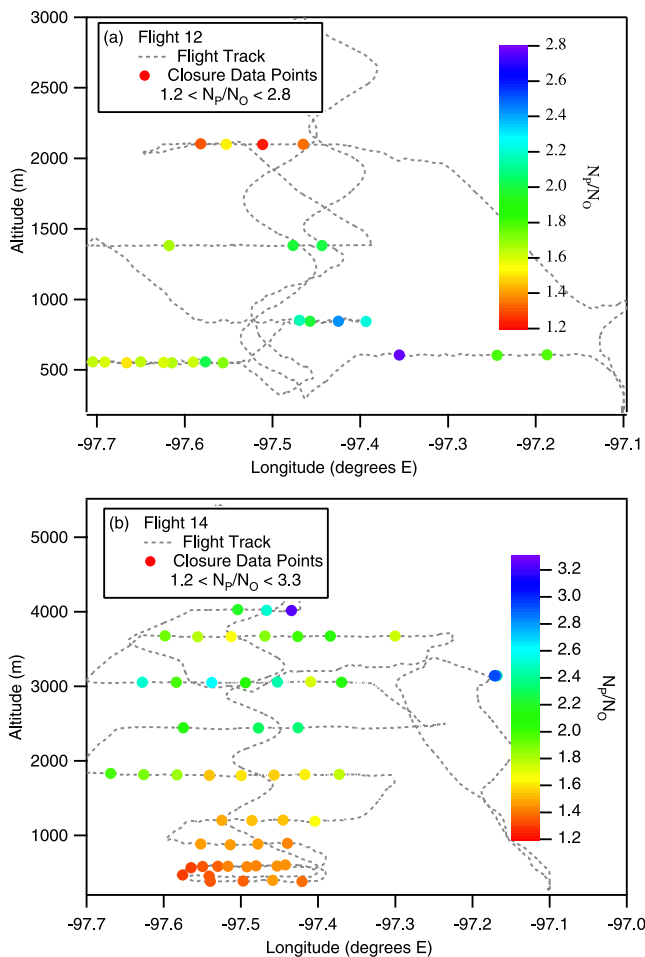 3000
2500
2000
1500
1000
500
Altitude (m)
(a) Flight 12
Flight Track
Closure Data Points
1.2 < N_P/N_O < 2.8
2.8
2.6
2.4
2.2
2.0
1.8
1.6
1.4
1.2
N_P/N_O
-97.7 -97.6 -97.5 -97.4 -97.3 -97.2 -97.1
Longitude (degrees E)
5000
4000
3000
2000
1000
Altitude (m)
(b) Flight 14
Flight Track
Closure Data Points
1.2 < N_P/N_O < 3.3
3.2
3.0
2.8
2.6
2.4
2.2
2.0
1.8
1.6
1.4
1.2
N_P/N_O
-97.7 -97.6 -97.5 -97.4 -97.3 -97.2 -97.1 -97.0
Longitude (degrees E)